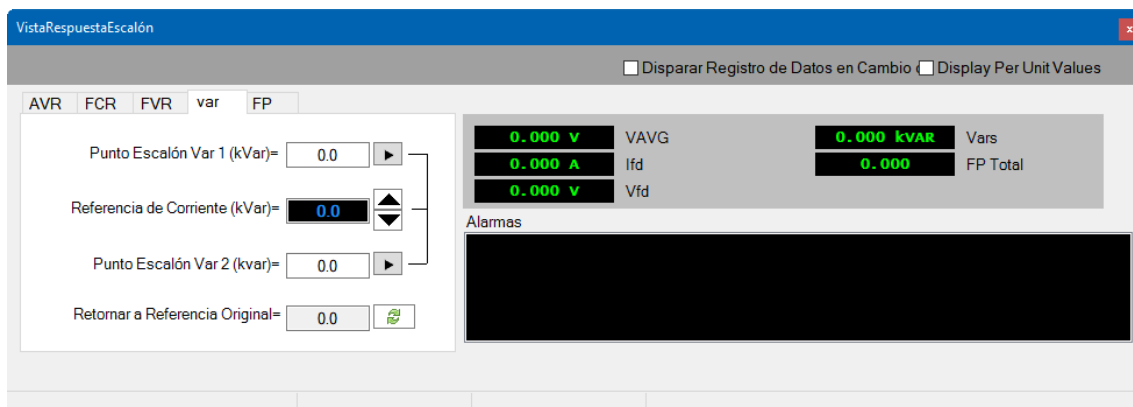 VistaRespuestaEscalón
x
Disparar Registro de Datos en Cambio
Display Per Unit Values
AVR FCR FVR var FP
Punto Escalón Var 1 (kVar)= 0.0
Referencia de Corriente (kVar)= 0.0
Punto Escalón Var 2 (kvar)= 0.0
Retornar a Referencia Original= 0.0
0.000 V VAVG
0.000 A Ifd
0.000 V Vfd
0.000 kVAR Vars
0.000 FP Total
Alarmas